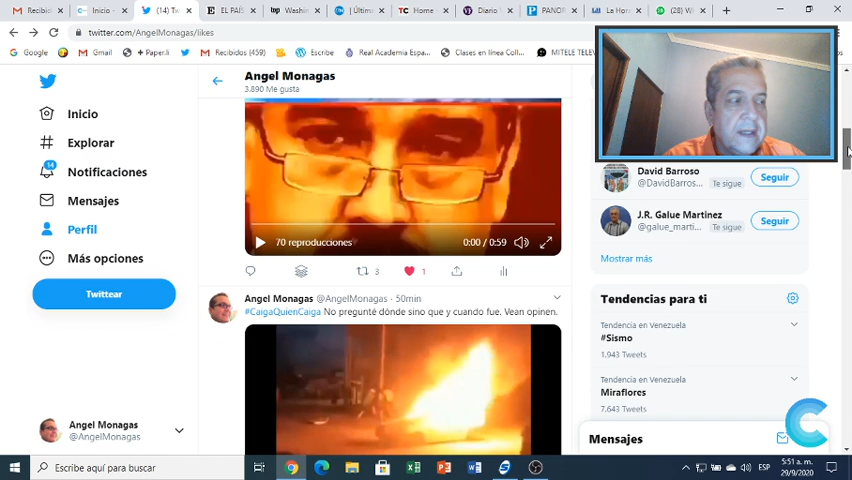 Recibidos
Inicio -
(14) Tw
EL PAÍS
Washin
| Últim
Home -
Diario V
PANOR
La Hor
(28) W
twitter.com/AngelMonagas/likes
Google
Gmail
+ Paper.li
Recibidos (459)
Escribe
Real Academia Espa...
Clases en línea Coll...
MITELE TELEV
Angel Monagas
3.890 Me gusta
Inicio
Explorar
14
Notificaciones
Mensajes
Perfil
Más opciones
Twittear
70 reproducciones
0:00 / 0:59
3
1
Angel Monagas @AngelMonagas · 50min
#CaigaQuienCaiga No pregunté dónde sino que y cuando fue. Vean opinen.
David Barroso
@DavidBarros... Te sigue
Seguir
J.R. Galue Martinez
@galue_marti... Te sigue
Seguir
Mostrar más
Tendencias para ti
Tendencia en Venezuela
#Sismo
1.943 Tweets
Tendencia en Venezuela
Miraflores
7.643 Tweets
Mensajes
Angel Monagas
@AngelMonagas
Escribe aquí para buscar
ESP
5:51 a. m.
29/9/2020